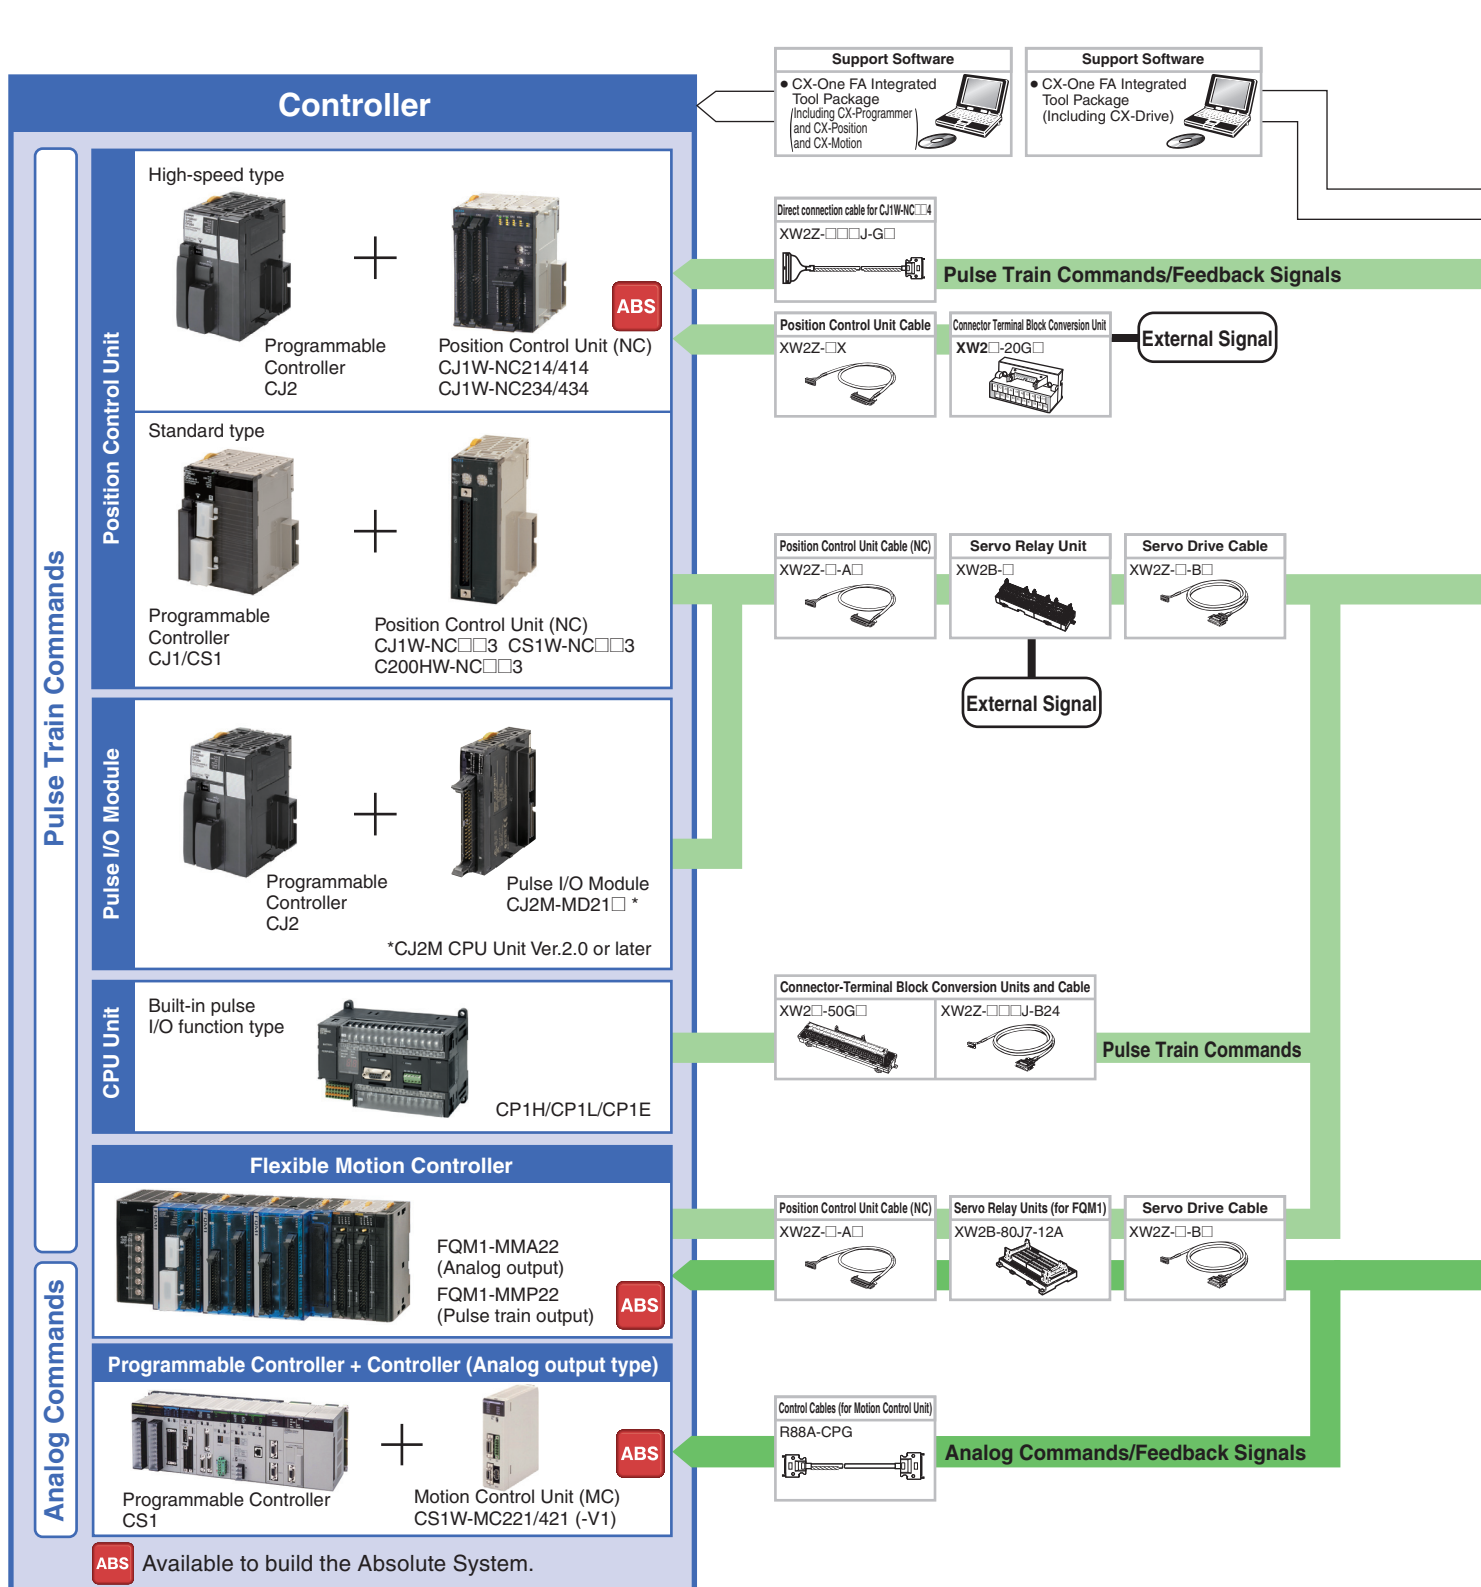 Support Software
● CX-One FA Integrated
Tool Package
(Including CX-Programmer
and CX-Position
and CX-Motion)
Support Software
● CX-One FA Integrated
Tool Package
(Including CX-Drive)
Controller
Pulse Train Commands
Position Control Unit
High-speed type
Programmable
Controller
CJ2
Position Control Unit (NC)
CJ1W-NC214/414
CJ1W-NC234/434
ABS
Direct connection cable for CJ1W-NC□□4
XW2Z-□□□J-G□
Pulse Train Commands/Feedback Signals
Position Control Unit Cable
XW2Z-□X
Connector Terminal Block Conversion Unit
XW2□-20G□
External Signal
Standard type
Programmable
Controller
CJ1/CS1
Position Control Unit (NC)
CJ1W-NC□□3 CS1W-NC□□3
C200HW-NC□□3
Position Control Unit Cable (NC)
XW2Z-□-A□
Servo Relay Unit
XW2B-□
Servo Drive Cable
XW2Z-□-B□
External Signal
Pulse I/O Module
Programmable
Controller
CJ2
Pulse I/O Module
CJ2M-MD21□ *
*CJ2M CPU Unit Ver.2.0 or later
CPU Unit
Built-in pulse
I/O function type
CP1H/CP1L/CP1E
Connector-Terminal Block Conversion Units and Cable
XW2□-50G□
XW2Z-□□□J-B24
Pulse Train Commands
Flexible Motion Controller
FQM1-MMA22
(Analog output)
FQM1-MMP22
(Pulse train output)
ABS
Position Control Unit Cable (NC)
XW2Z-□-A□
Servo Relay Units (for FQM1)
XW2B-80J7-12A
Servo Drive Cable
XW2Z-□-B□
Analog Commands
Programmable Controller + Controller (Analog output type)
Programmable Controller
CS1
Motion Control Unit (MC)
CS1W-MC221/421 (-V1)
ABS
Control Cables (for Motion Control Unit)
R88A-CPG
Analog Commands/Feedback Signals
ABS Available to build the Absolute System.